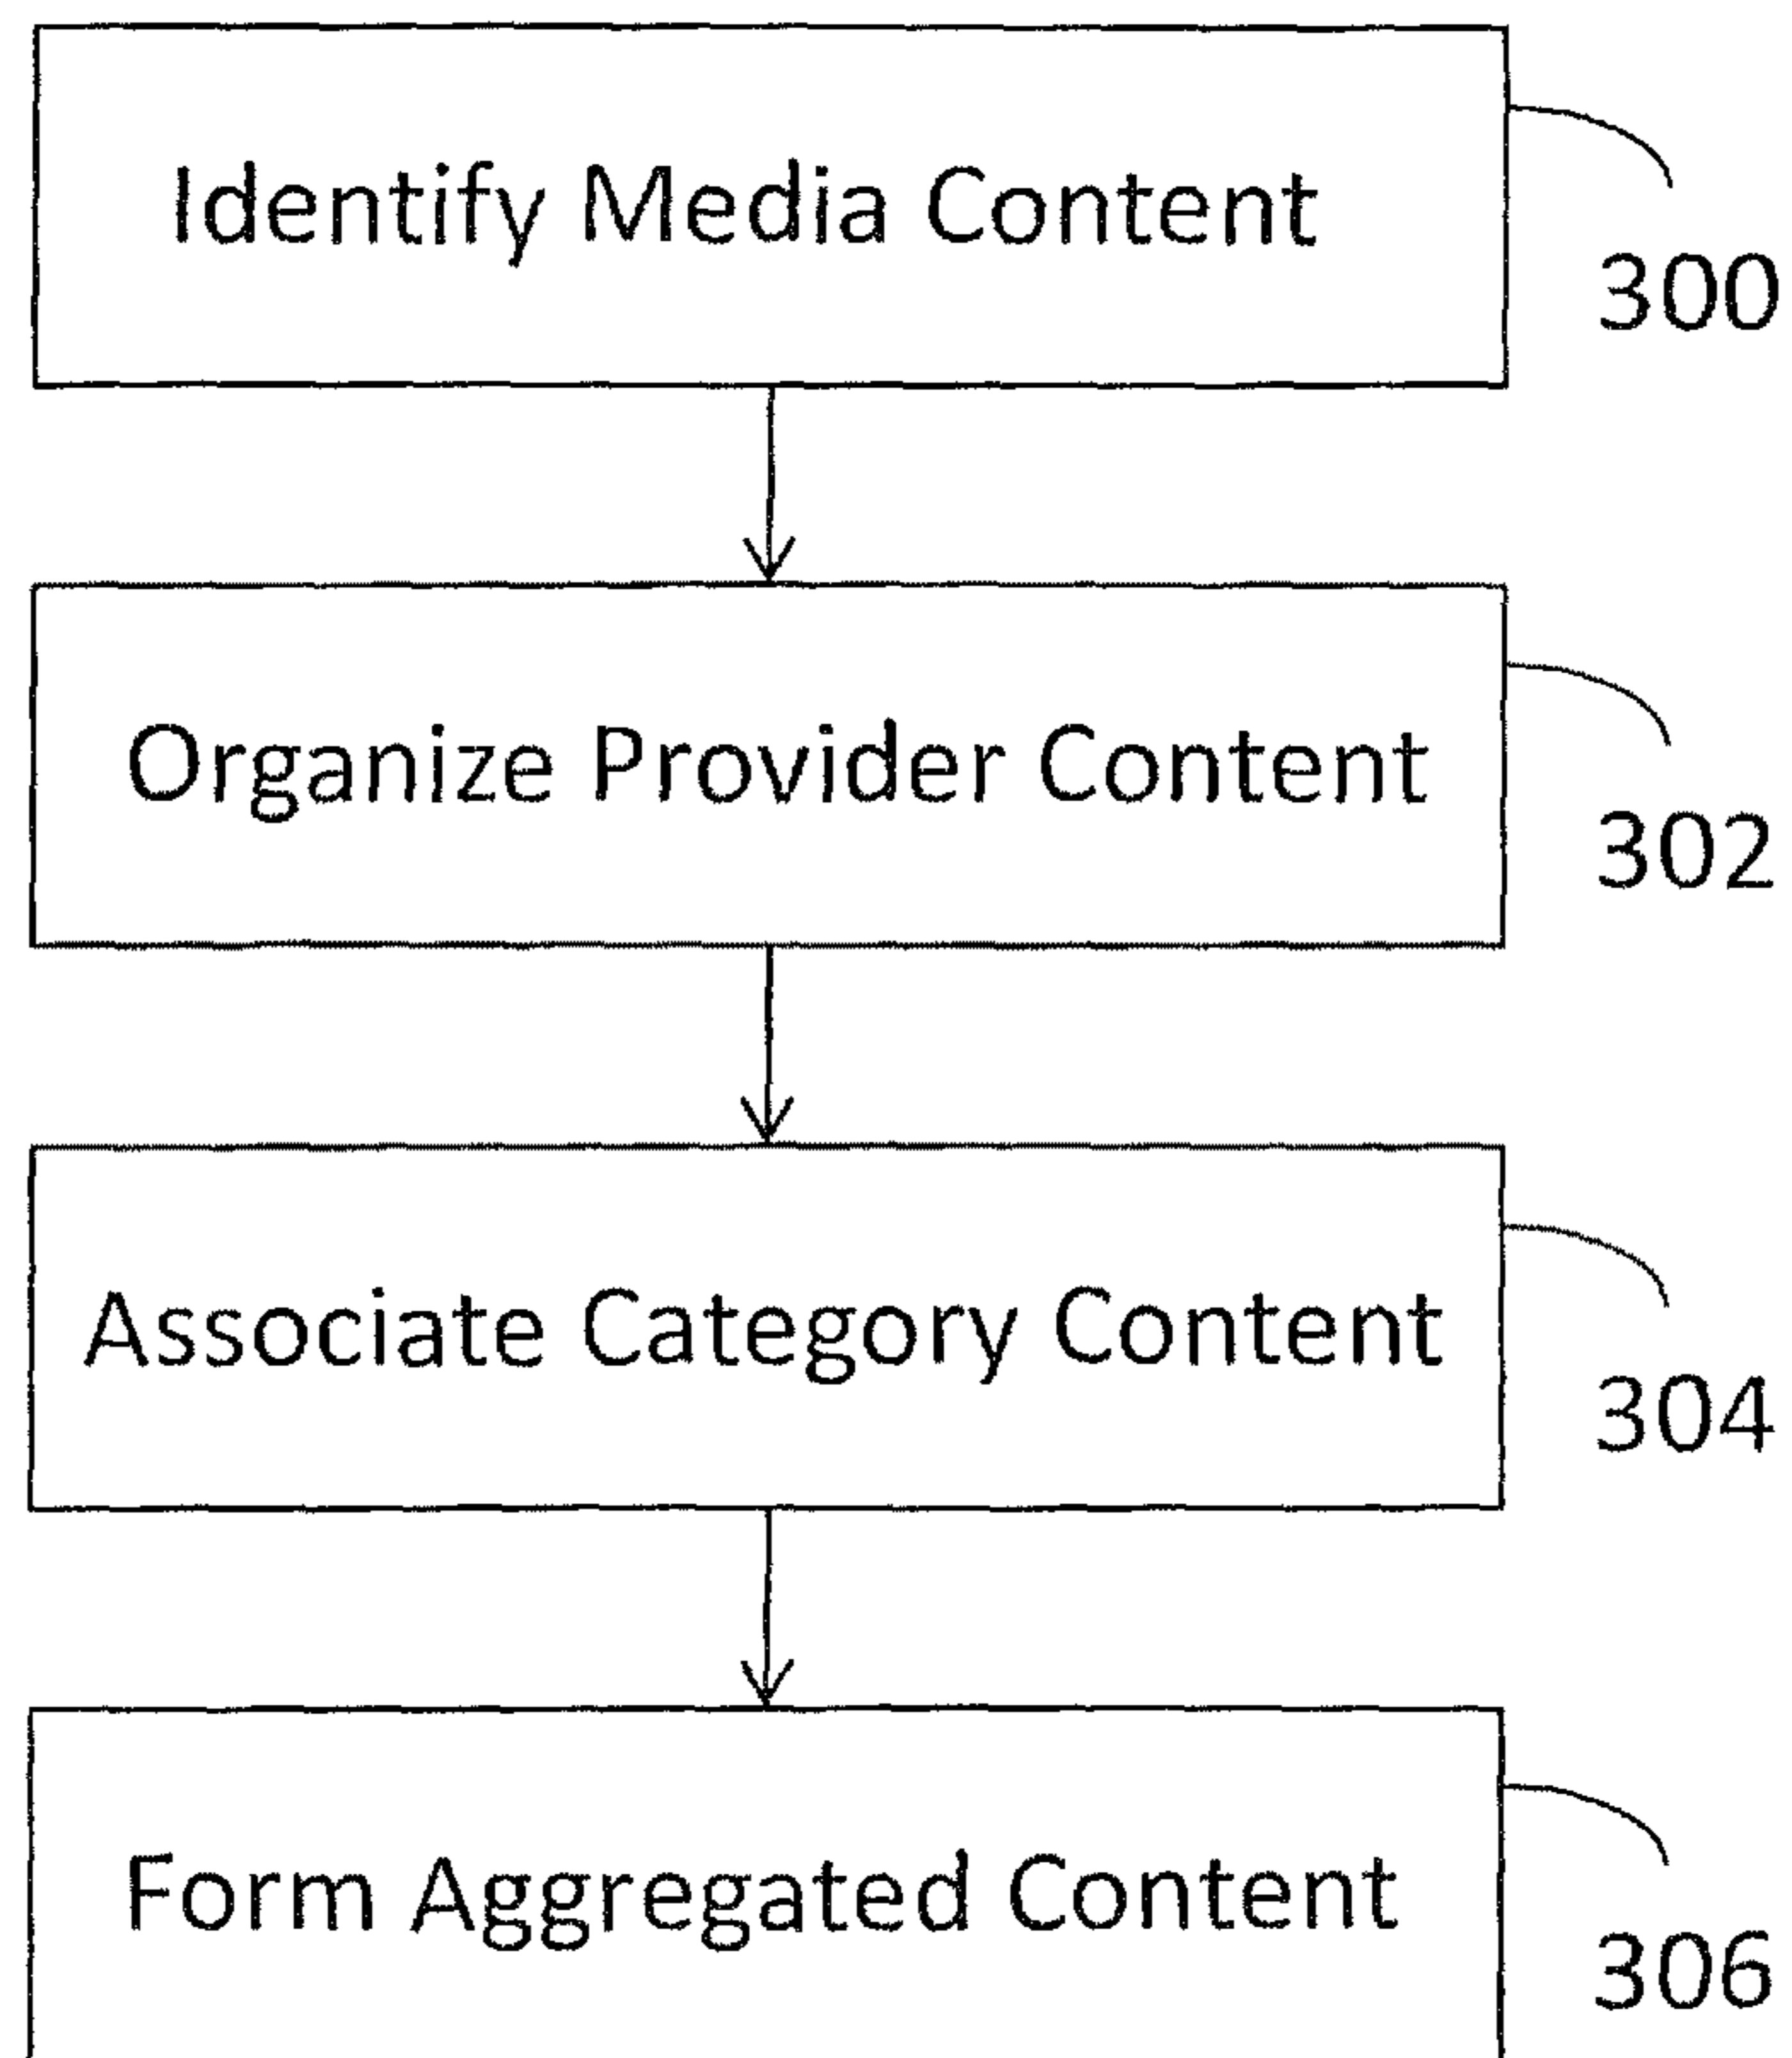 Identify Media Content
300
Organize Provider Content
302
Associate Category Content
304
Form Aggregated Content
306